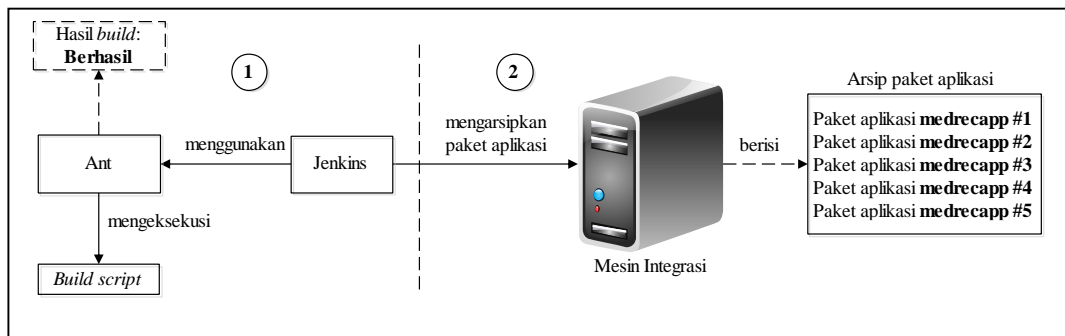 Hasil build:
Berhasil
1
2
Arsip paket aplikasi
Ant
menggunakan
Jenkins
mengarsipkan
paket aplikasi
berisi
Paket aplikasi medrecapp #1
Paket aplikasi medrecapp #2
Paket aplikasi medrecapp #3
Paket aplikasi medrecapp #4
Paket aplikasi medrecapp #5
mengeksekusi
Build script
Mesin Integrasi